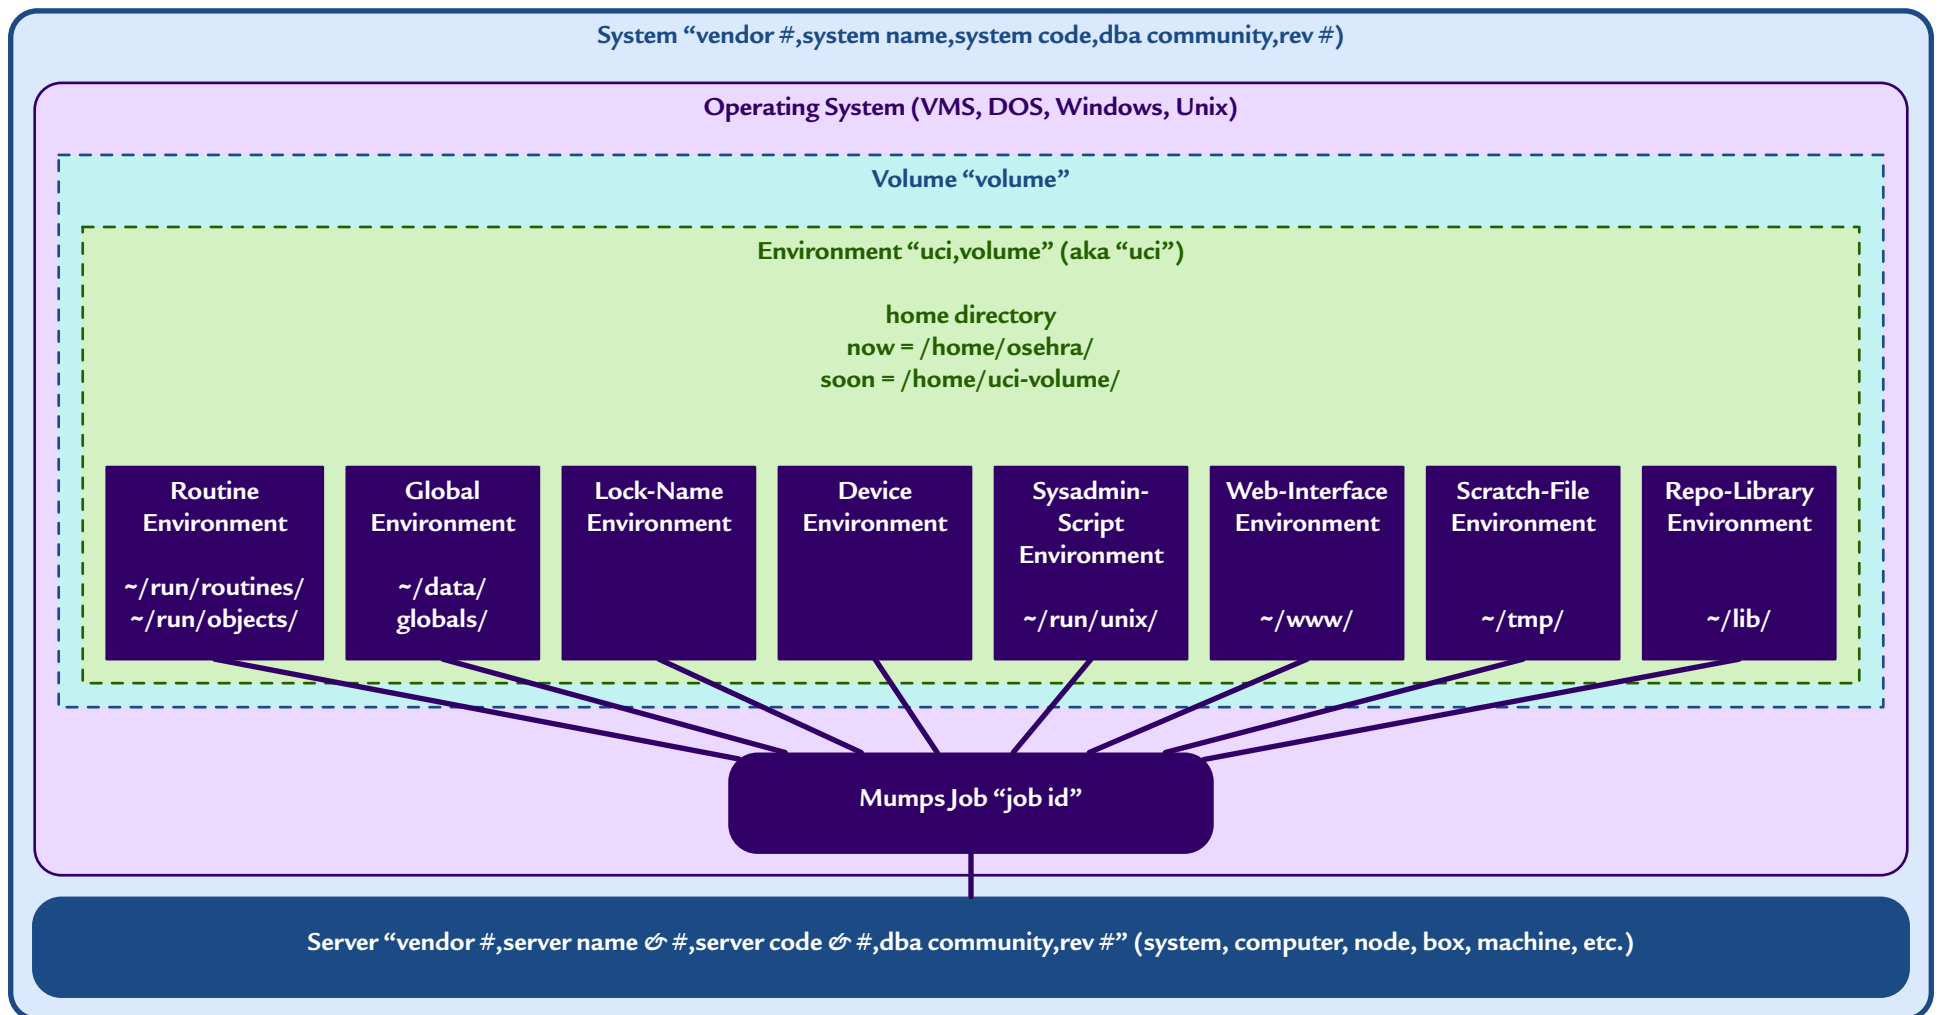 System “vendor #,system name,system code,dba community,rev #)
Operating System (VMS, DOS, Windows, Unix)
Volume “volume”
Environment “uci,volume” (aka “uci”)
home directory
now = /home/osehra/
soon = /home/uci-volume/
Routine
Environment
~/run/routines/
~/run/objects/
Global
Environment
~/data/
globals/
Lock-Name
Environment
Device
Environment
Sysadmin-
Script
Environment
~/run/unix/
Web-Interface
Environment
~/www/
Scratch-File
Environment
~/tmp/
Repo-Library
Environment
~/lib/
Mumps Job “job id”
Server “vendor #,server name & #,server code & #,dba community,rev #” (system, computer, node, box, machine, etc.)